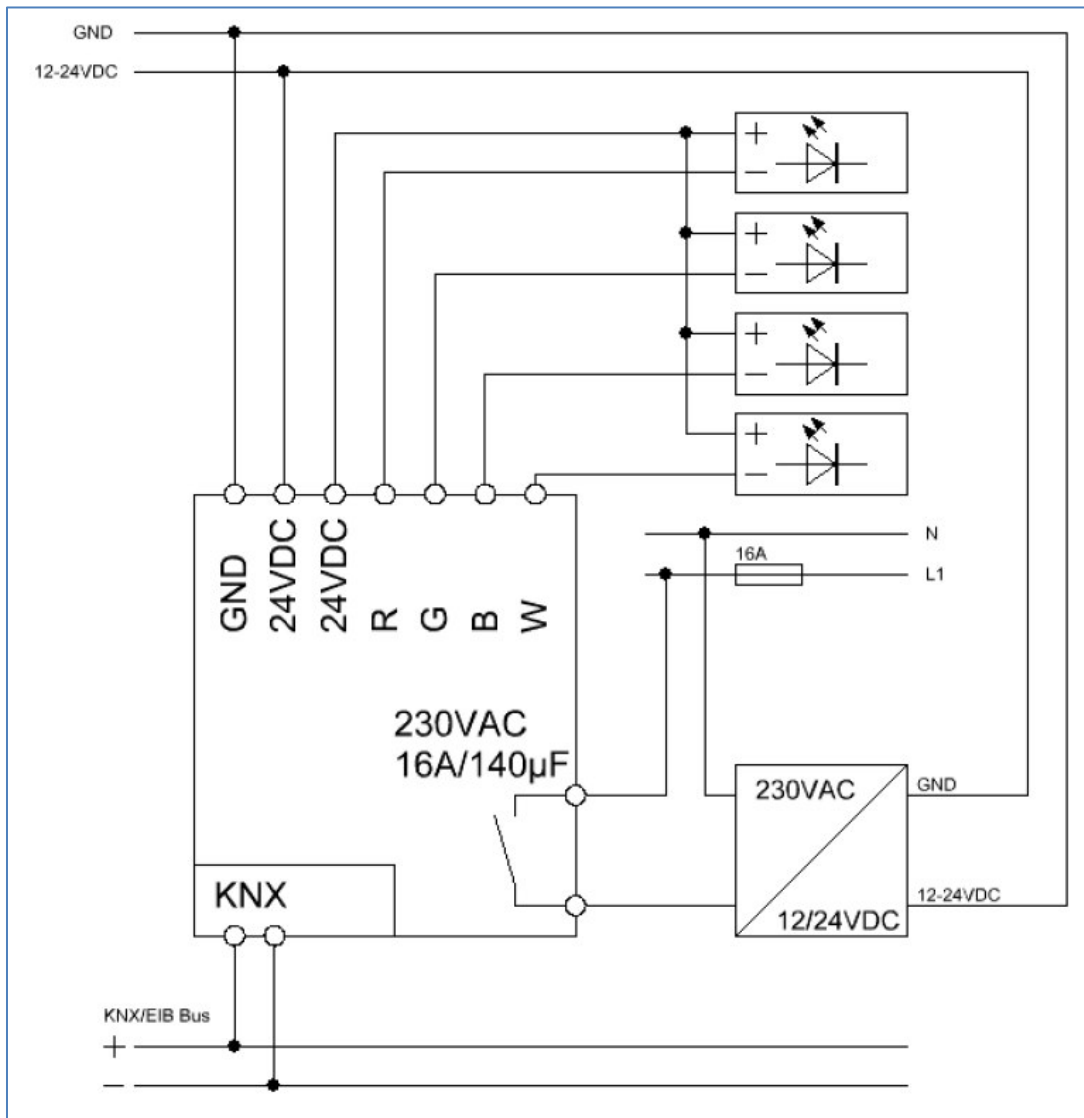 GND
12-24VDC
+
−
+
−
+
−
+
−
GND
24VDC
24VDC
R
G
B
W
N
16A
L1
230VAC
16A/140µF
230VAC
GND
12-24VDC
12/24VDC
KNX
KNX/EIB Bus
+
−